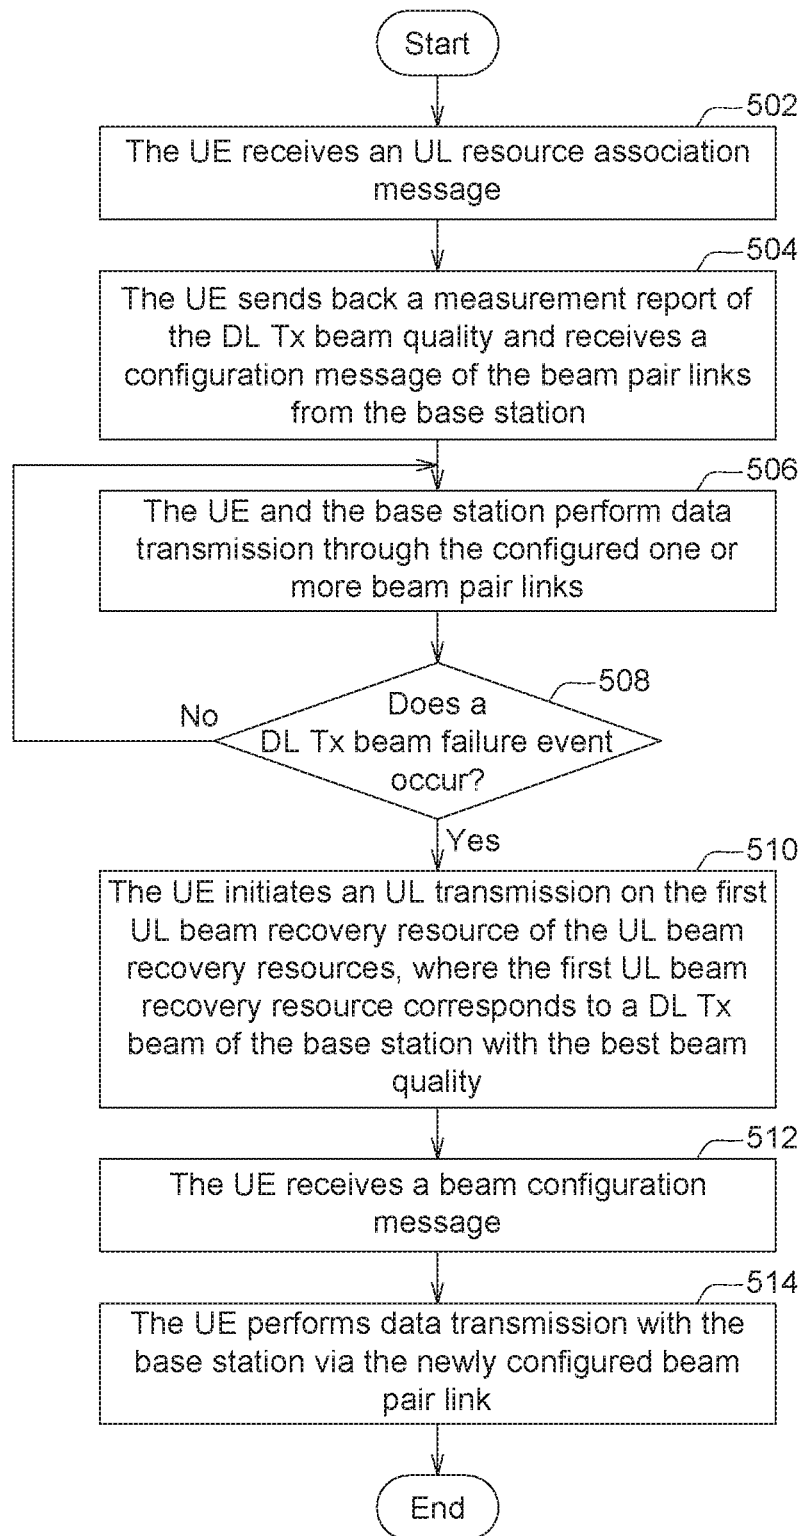 Start
502
The UE receives an UL resource association
message
504
The UE sends back a measurement report of
the DL Tx beam quality and receives a
configuration message of the beam pair links
from the base station
506
The UE and the base station perform data
transmission through the configured one or
more beam pair links
508
Does a
DL Tx beam failure event
occur?
No
Yes
510
The UE initiates an UL transmission on the first
UL beam recovery resource of the UL beam
recovery resources, where the first UL beam
recovery resource corresponds to a DL Tx
beam of the base station with the best beam
quality
512
The UE receives a beam configuration
message
514
The UE performs data transmission with the
base station via the newly configured beam
pair link
End